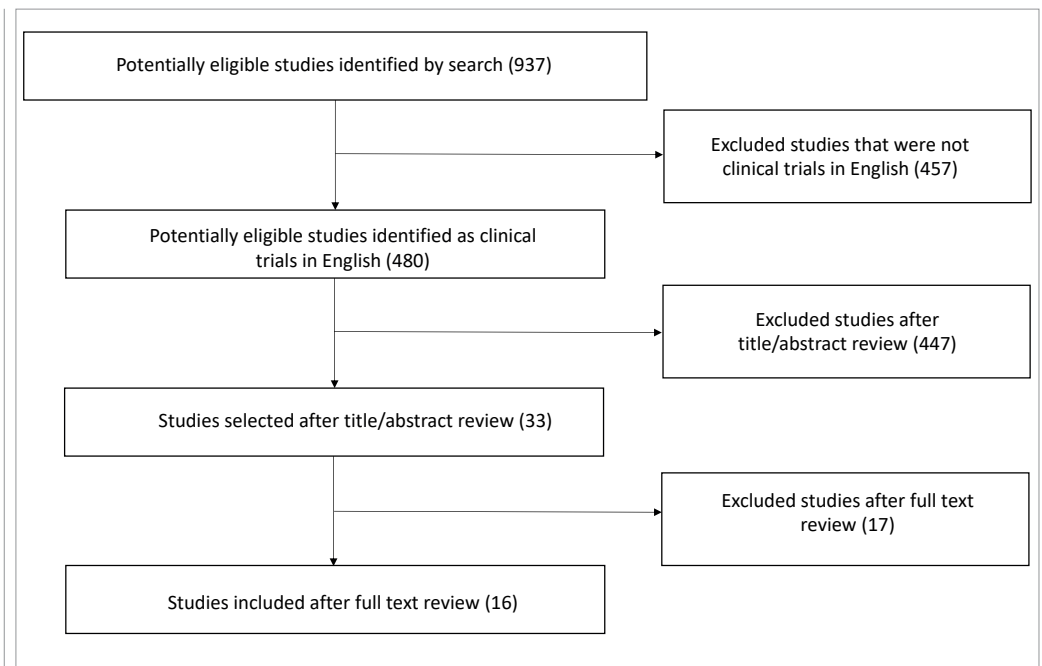 Potentially eligible studies identified by search (937)
Excluded studies that were not
clinical trials in English (457)
Potentially eligible studies identified as clinical
trials in English (480)
Excluded studies after
title/abstract review (447)
Studies selected after title/abstract review (33)
Excluded studies after full text
review (17)
Studies included after full text review (16)